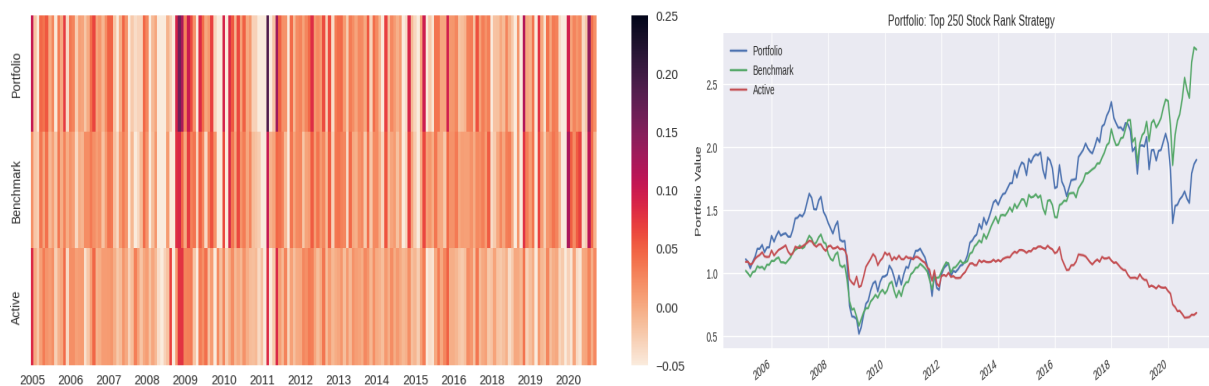 Portfolio
Benchmark
Active
2005 2006 2007 2008 2009 2010 2011 2012 2013 2014 2015 2016 2017 2018 2019 2020
0.25
0.20
0.15
0.10
0.05
0.00
−0.05
Portfolio: Top 250 Stock Rank Strategy
Portfolio
Benchmark
Active
Portfolio Value
2.5
2.0
1.5
1.0
0.5
2006 2008 2010 2012 2014 2016 2018 2020